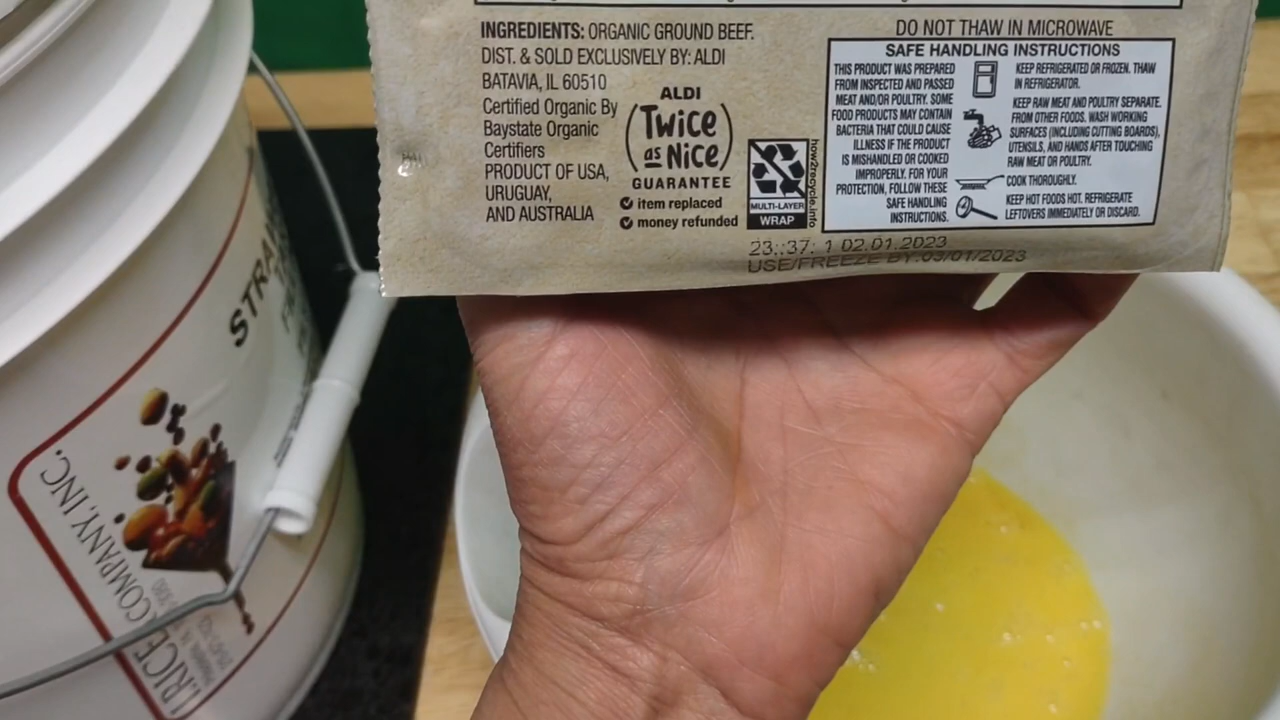 INGREDIENTS: ORGANIC GROUND BEEF.
DIST. & SOLD EXCLUSIVELY BY: ALDI
BATAVIA, IL 60510
Certified Organic By
Baystate Organic
Certifiers
PRODUCT OF USA,
URUGUAY,
AND AUSTRALIA
ALDI
Twice
as Nice
GUARANTEE
item replaced
money refunded
MULTI-LAYER
WRAP
how2recycle.info
DO NOT THAW IN MICROWAVE
SAFE HANDLING INSTRUCTIONS
THIS PRODUCT WAS PREPARED
FROM INSPECTED AND PASSED
MEAT AND/OR POULTRY. SOME
FOOD PRODUCTS MAY CONTAIN
BACTERIA THAT COULD CAUSE
ILLNESS IF THE PRODUCT
IS MISHANDLED OR COOKED
IMPROPERLY. FOR YOUR
PROTECTION, FOLLOW THESE
SAFE HANDLING
INSTRUCTIONS.
KEEP REFRIGERATED OR FROZEN. THAW
IN REFRIGERATOR.
KEEP RAW MEAT AND POULTRY SEPARATE
FROM OTHER FOODS. WASH WORKING
SURFACES (INCLUDING CUTTING BOARDS),
UTENSILS, AND HANDS AFTER TOUCHING
RAW MEAT OR POULTRY.
COOK THOROUGHLY.
KEEP HOT FOODS HOT. REFRIGERATE
LEFTOVERS IMMEDIATELY OR DISCARD.
23:37: 1 02.01.2023
USE/FREEZE BY:03/01/2023
STRA
I.RICE & COMPANY, INC.